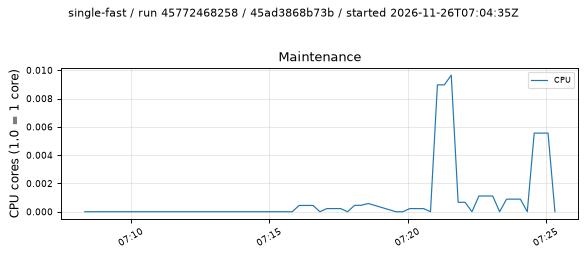 single-fast / run 45772468258 / 45ad3868b73b / started 2026-11-26T07:04:35Z
Maintenance
CPU
CPU cores (1.0 = 1 core)
0.010
0.008
0.006
0.004
0.002
0.000
07:10
07:15
07:20
07:25